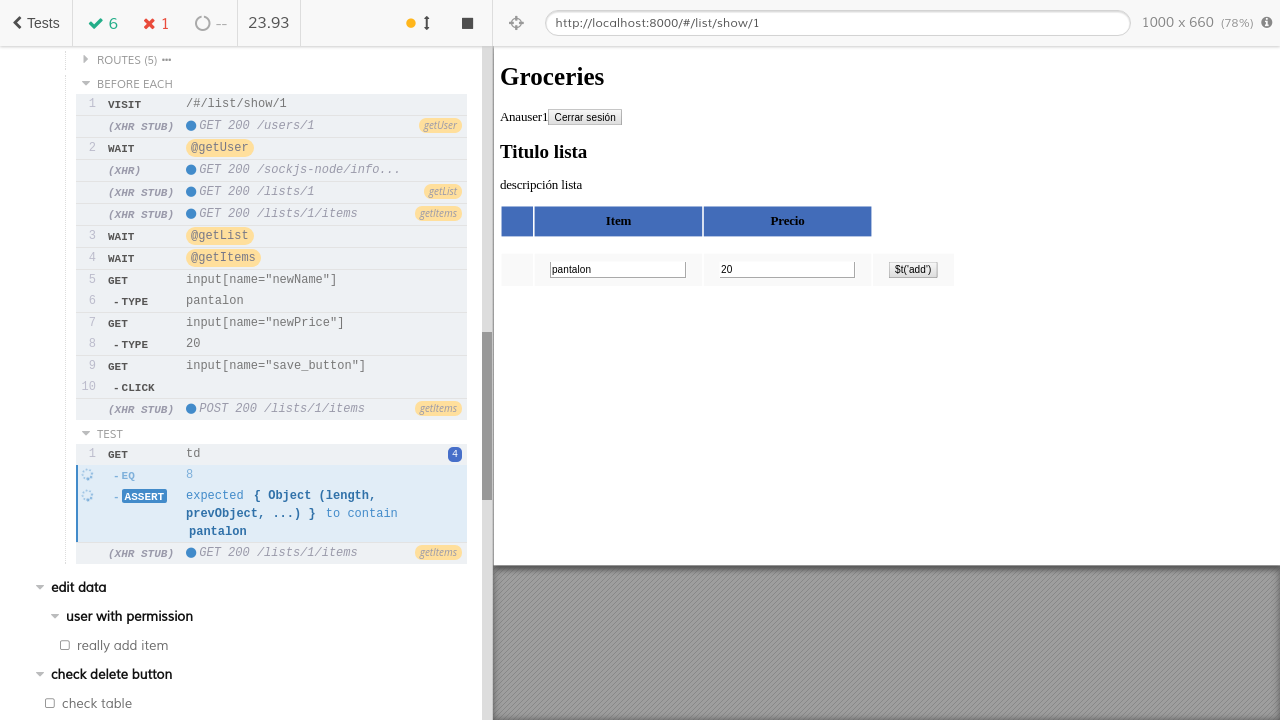 Tests
6
1
--
23.93
http://localhost:8000/#/list/show/1
1000 x 660 (78%)
ROUTES (5)
BEFORE EACH
1 VISIT /#/list/show/1
(XHR STUB) GET 200 /users/1 getUser
2 WAIT @getUser
(XHR) GET 200 /sockjs-node/info...
(XHR STUB) GET 200 /lists/1 getList
(XHR STUB) GET 200 /lists/1/items getItems
3 WAIT @getList
4 WAIT @getItems
5 GET input[name="newName"]
6 - TYPE pantalon
7 GET input[name="newPrice"]
8 - TYPE 20
9 GET input[name="save_button"]
10 - CLICK
(XHR STUB) POST 200 /lists/1/items getItems
TEST
1 GET td 4
- EQ 8
- ASSERT expected { Object (length,
prevObject, ...) } to contain
pantalon
(XHR STUB) GET 200 /lists/1/items getItems
edit data
user with permission
really add item
check delete button
check table
Groceries
Anauser1 Cerrar sesión
Titulo lista
descripción lista
Item Precio
pantalon 20 $t('add')